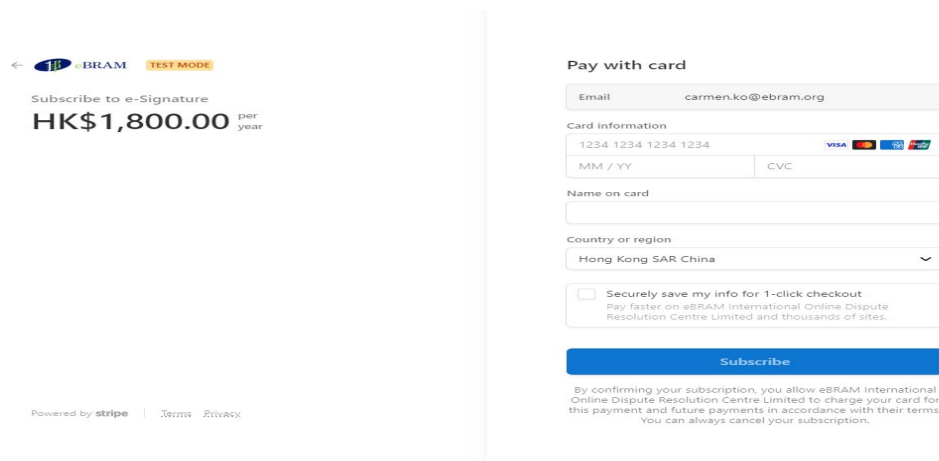 eBRAM TEST MODE
Subscribe to e-Signature
HK$1,800.00 per year
Powered by stripe | Terms Privacy
Pay with card
Email carmen.ko@ebram.org
Card information
1234 1234 1234 1234 VISA
MM / YY CVC
Name on card
Country or region
Hong Kong SAR China
Securely save my info for 1-click checkout
Pay faster on eBRAM International Online Dispute
Resolution Centre Limited and thousands of sites.
Subscribe
By confirming your subscription, you allow eBRAM International
Online Dispute Resolution Centre Limited to charge your card for
this payment and future payments in accordance with their terms.
You can always cancel your subscription.